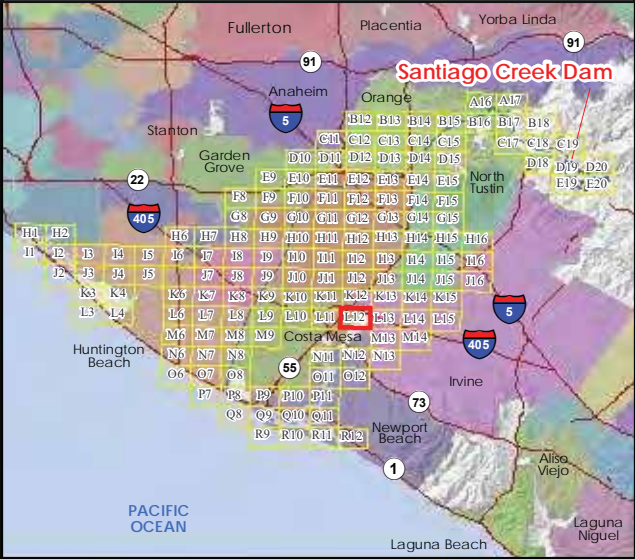 Fullerton
Placentia
Yorba Linda
91
91
Santiago Creek Dam
Anaheim
Orange
A16 A17
5
B12 B13 B14 B15 B16 B17 B18
Stanton
C11 C12 C13 C14 C15 C17 C18 C19
Garden
Grove
D10 D11 D12 D13 D14 D15 D18 D19 D20
North
Tustin
22
E9 E10 E11 E12 E13 E14 E15 E19 E20
405
F8 F9 F10 F11 F12 F13 F14 F15
G8 G9 G10 G11 G12 G13 G14 G15
H1 H2 H6 H7 H8 H9 H10 H11 H12 H13 H14 H15 H16
I1 I2 I3 I4 I5 I6 I7 I8 I9 I10 I11 I12 I13 I14 I15 I16
J2 J3 J4 J5 J7 J8 J9 J10 J11 J12 J13 J14 J15 J16
K3 K4 K6 K7 K8 K9 K10 K11 K12 K13 K14 K15
5
L3 L4 L6 L7 L8 L9 L10 L11 L12 L13 L14 L15
M6 M7 M8 M9 Costa Mesa M13 M14
405
Huntington
Beach
N6 N7 N8 N11 N12 N13
55
O6 O7 O8 O11 O12
Irvine
P7 P8 P9 P10 P11
73
Q8 Q9 Q10 Q11
Newport
Beach
R9 R10 R11 R12
1
Aliso
Viejo
PACIFIC
OCEAN
Laguna
Niguel
Laguna Beach